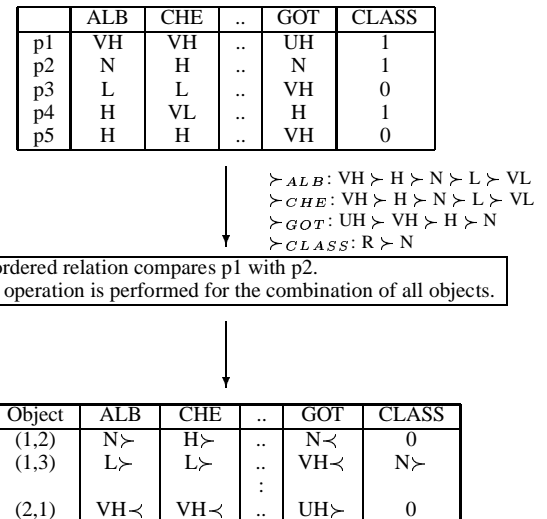 ALB CHE .. GOT CLASS
p1 VH VH .. UH 1
p2 N H .. N 1
p3 L L .. VH 0
p4 H VL .. H 1
p5 H H .. VH 0
≻ALB: VH ≻ H ≻ N ≻ L ≻ VL
≻CHE: VH ≻ H ≻ N ≻ L ≻ VL
≻GOT: UH ≻ VH ≻ H ≻ N
≻CLASS: R ≻ N
ordered relation compares p1 with p2.
operation is performed for the combination of all objects.
Object ALB CHE .. GOT CLASS
(1,2) N≻ H≻ .. N≺ 0
(1,3) L≻ L≻ .. VH≺ N≻
:
(2,1) VH≺ VH≺ .. UH≻ 0